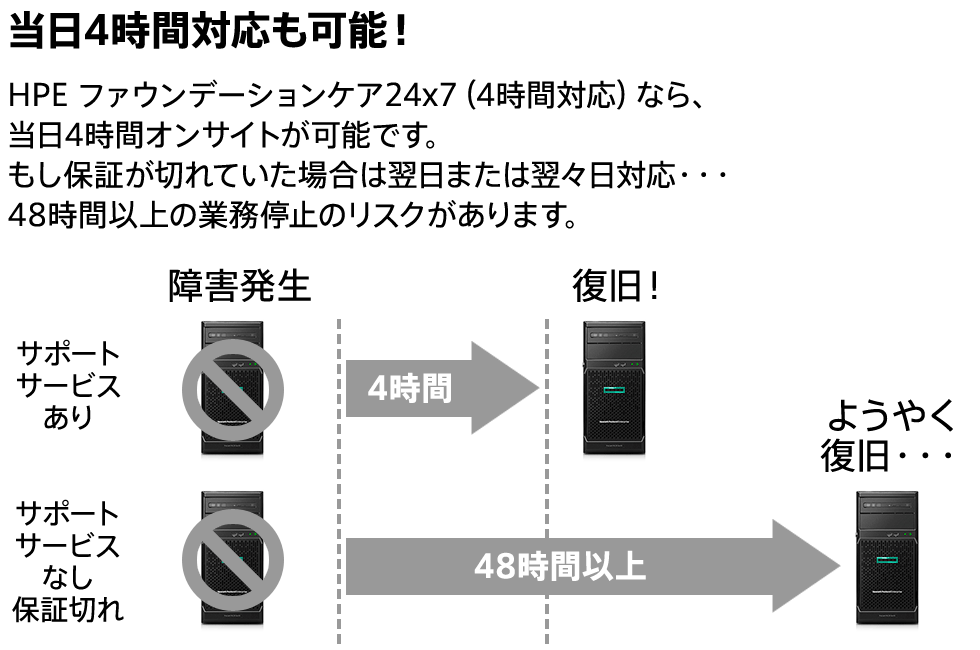 当日4時間対応も可能！
HPE ファウンデーションケア24x7（4時間対応）なら、
当日4時間オンサイトが可能です。
もし保証が切れていた場合は翌日または翌々日対応・・・
48時間以上の業務停止のリスクがあります。
障害発生
復旧！
サポート
サービス
あり
4時間
ようやく
復旧・・・
サポート
サービス
なし
保証切れ
48時間以上